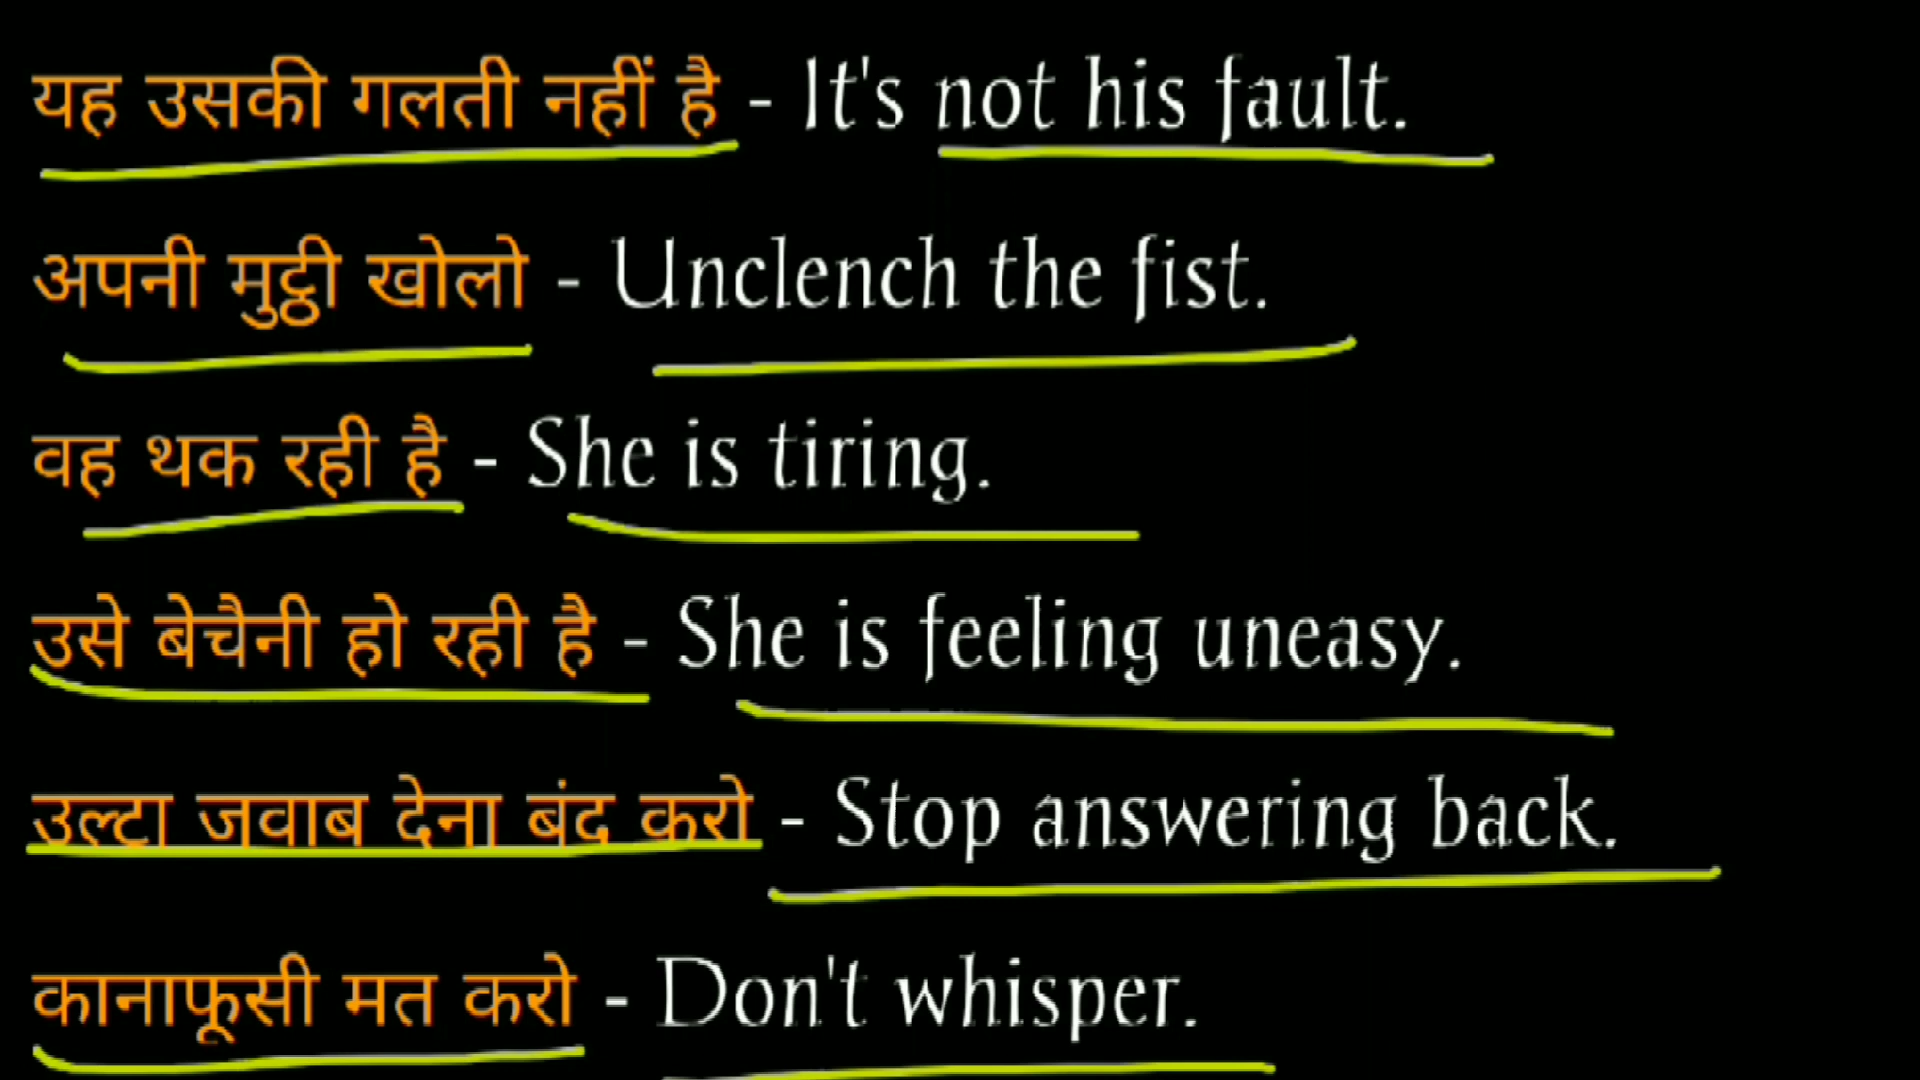 यह उसकी गलती नहीं है - It's not his fault.
अपनी मुट्ठी खोलो - Unclench the fist.
वह थक रही है - She is tiring.
उसे बेचैनी हो रही है - She is feeling uneasy.
उल्टा जवाब देना बंद करो - Stop answering back.
कानाफूसी मत करो - Don't whisper.